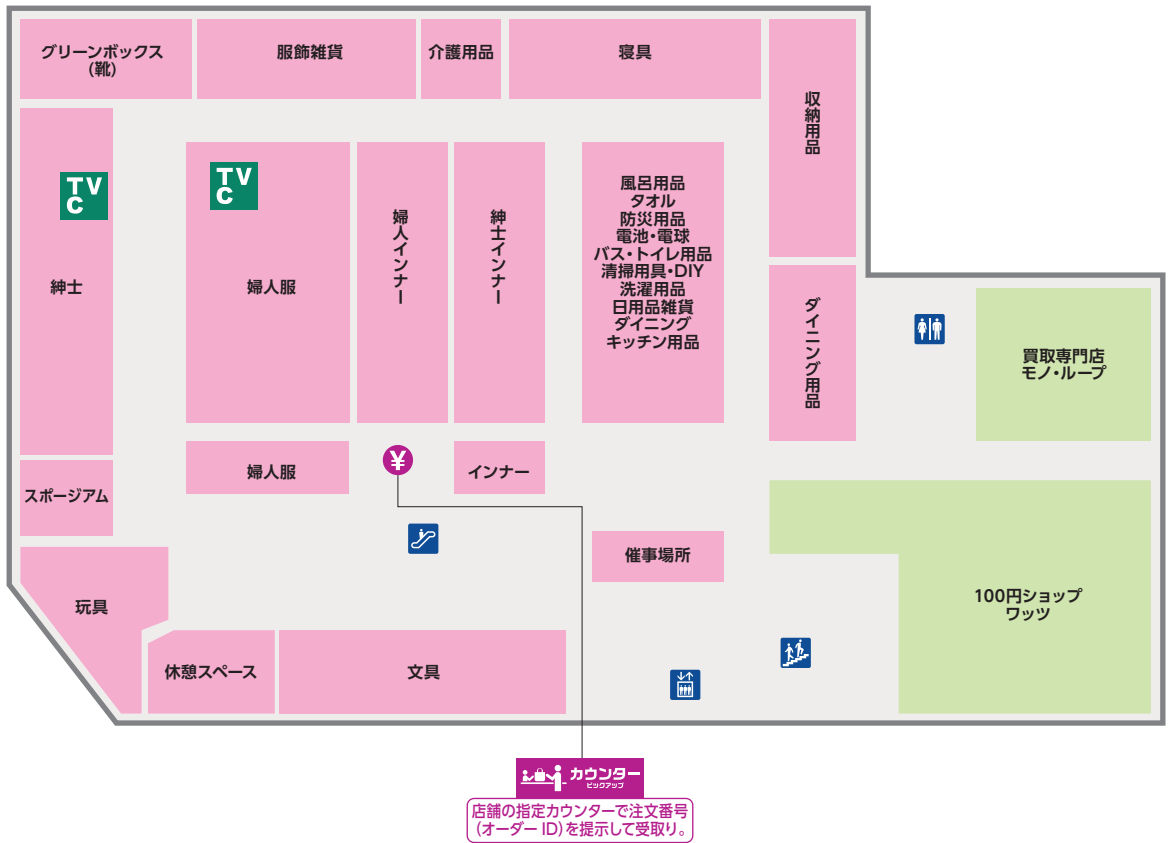 グリーンボックス
(靴)
服飾雑貨
介護用品
寝具
収納用品
TVC
紳士
TVC
婦人服
婦人インナー
紳士インナー
風呂用品
タオル
防災用品
電池・電球
バス・トイレ用品
清掃用具・DIY
洗濯用品
日用品雑貨
ダイニング
キッチン用品
ダイニング用品
買取専門店
モノ・ループ
スポージアム
婦人服
¥
インナー
催事場所
100円ショップ
ワッツ
玩具
休憩スペース
文具
カウンター
ピックアップ
店舗の指定カウンターで注文番号
(オーダーID)を提示して受取り。